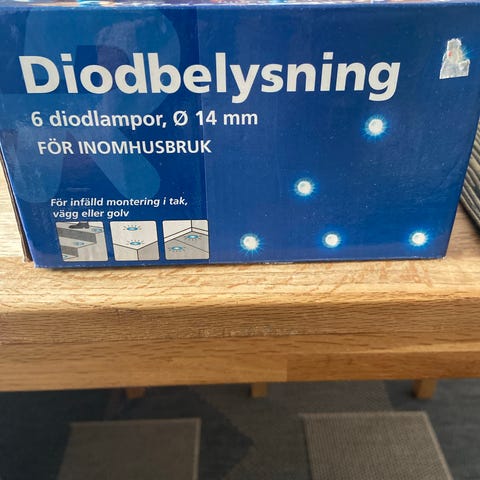 Diodbelysning
6 diodlampor, Ø 14 mm
FÖR INOMHUSBRUK
För infälld montering i tak,
vägg eller golv